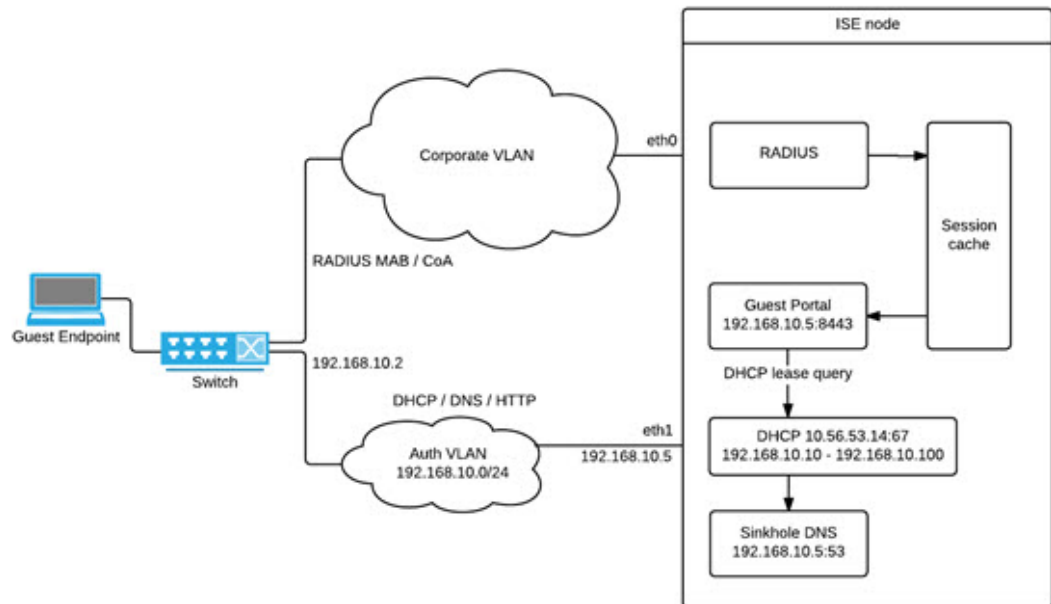 ISE node
eth0
RADIUS
Corporate VLAN
Session
cache
RADIUS MAB / CoA
Guest Endpoint
Guest Portal
192.168.10.5:8443
192.168.10.2
Switch
DHCP lease query
DHCP / DNS / HTTP
eth1
192.168.10.5
Auth VLAN
192.168.10.0/24
DHCP 10.56.53.14:67
192.168.10.10 - 192.168.10.100
Sinkhole DNS
192.168.10.5:53